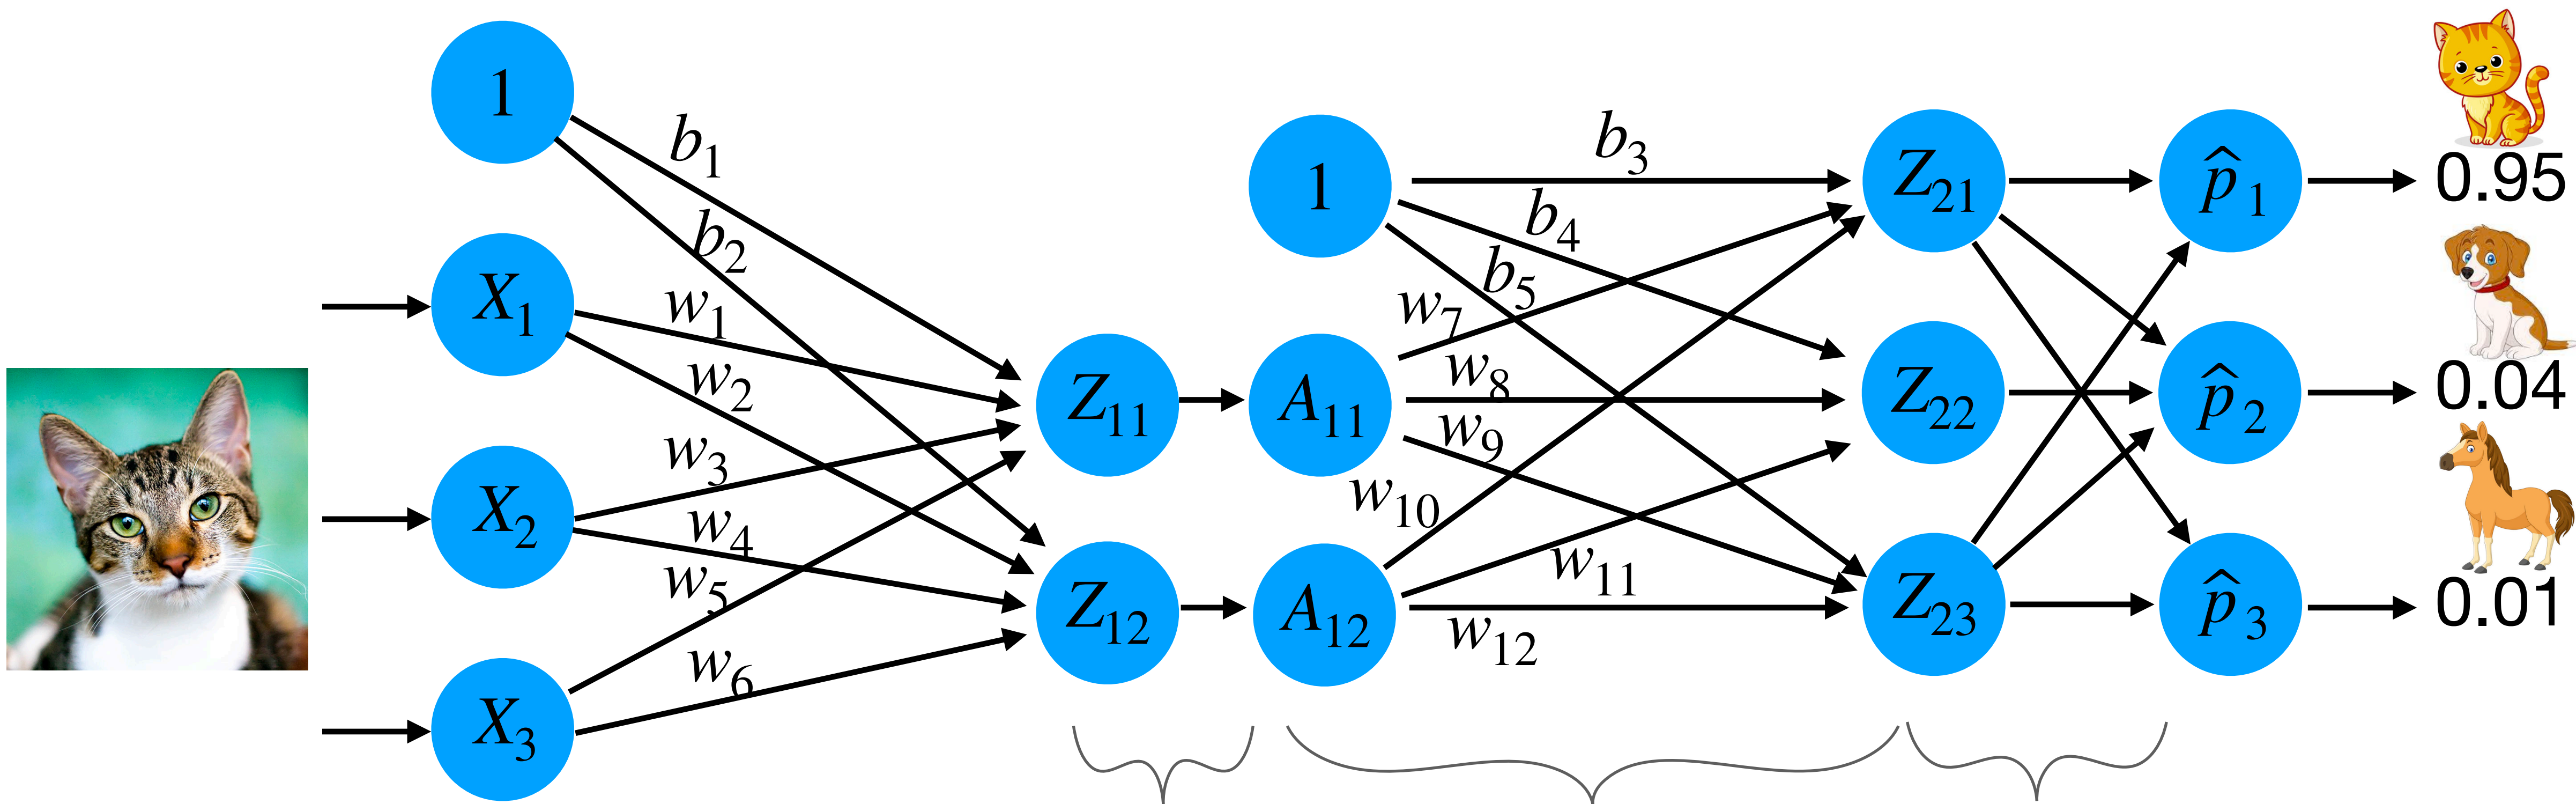 1
X₁
X₂
X₃
b₁
b₂
w₁
w₂
w₃
w₄
w₅
w₆
Z₁₁
Z₁₂
1
A₁₁
A₁₂
b₃
b₄
b₅
w₇
w₈
w₉
w₁₀
w₁₁
w₁₂
Z₂₁
Z₂₂
Z₂₃
p̂₁
p̂₂
p̂₃
0.95
0.04
0.01